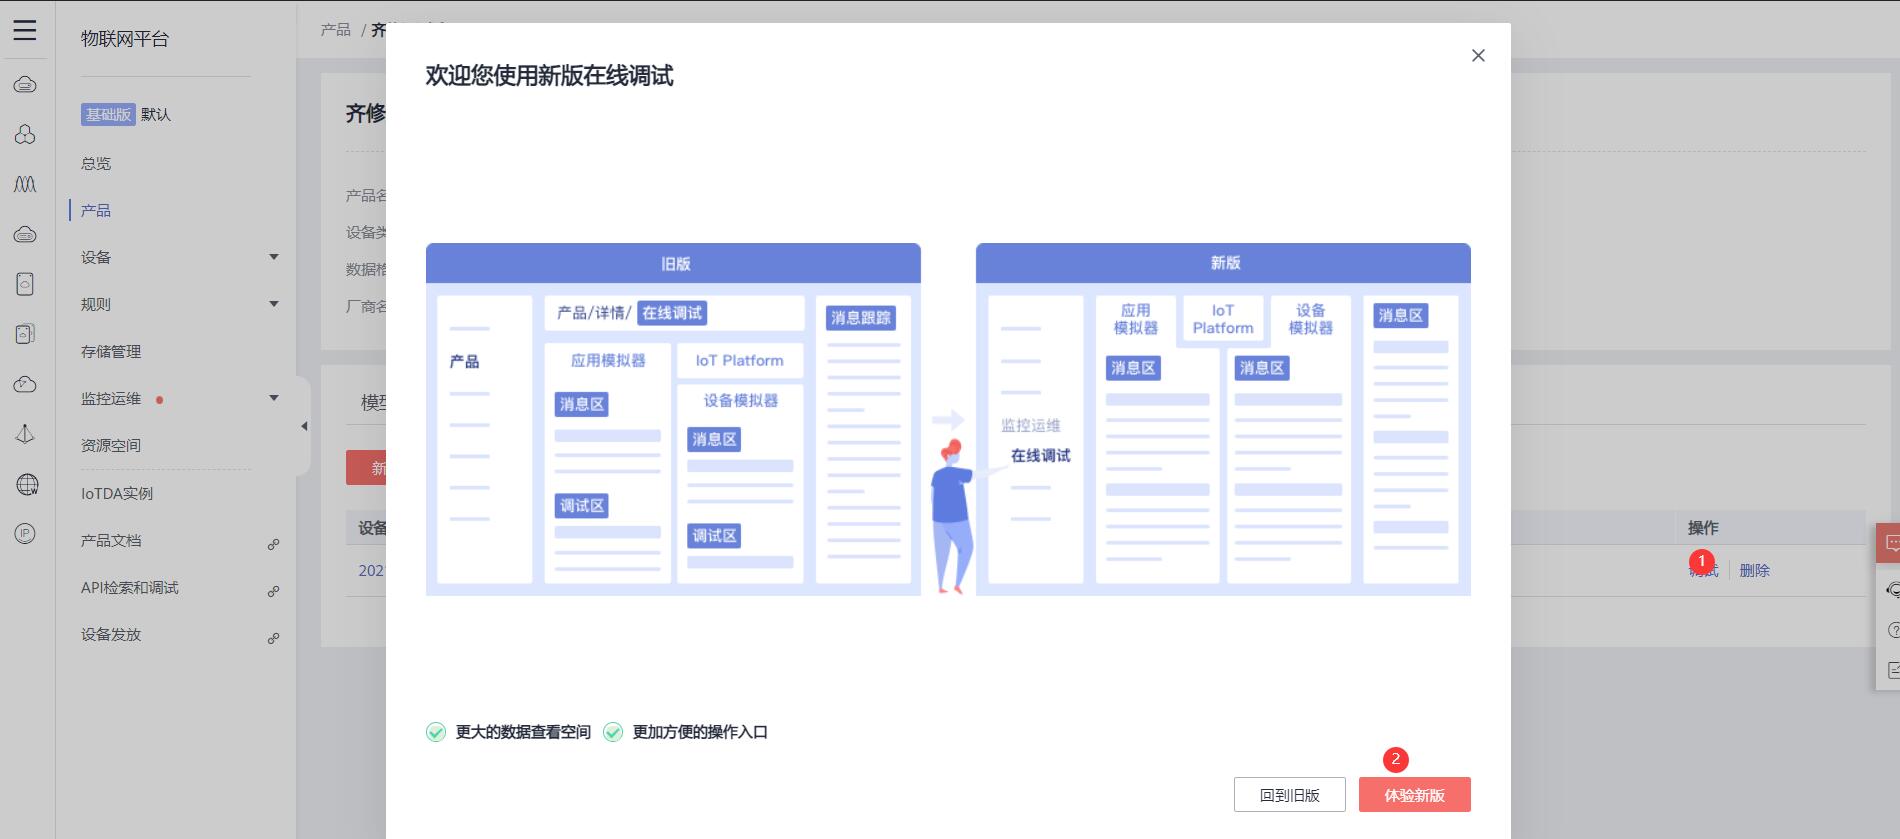 物联网平台
基础版 默认
总览
产品
设备
规则
存储管理
监控运维
资源空间
IoTDA实例
产品文档
API检索和调试
设备发放
W
IP
产品 / 齐
齐修
产品名
设备类
数据格
厂商名
模型
新
设备
202
欢迎您使用新版在线调试
旧版
产品
产品/详情/ 在线调试
应用模拟器
消息区
调试区
IoT Platform
设备模拟器
消息区
调试区
消息跟踪
新版
监控运维
在线调试
应用
模拟器
IoT
Platform
设备
模拟器
消息区
消息区
消息区
更大的数据查看空间 更加方便的操作入口
2
回到旧版 体验新版
操作
1
调试 删除